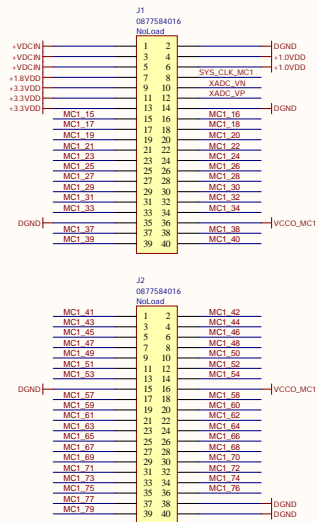 J1
0877584016
NoLoad
+VDCIN 1 2 DGND
+VDCIN 3 4 +1.0VDD
+VDCIN 5 6 +1.0VDD
+1.8VDD 7 8 SYS_CLK_MC1
+3.3VDD 9 10 XADC_VN
+3.3VDD 11 12 XADC_VP
+3.3VDD 13 14 DGND
MC1_15 15 16 MC1_16
MC1_17 17 18 MC1_18
MC1_19 19 20 MC1_20
MC1_21 21 22 MC1_22
MC1_23 23 24 MC1_24
MC1_25 25 26 MC1_26
MC1_27 27 28 MC1_28
MC1_29 29 30 MC1_30
MC1_31 31 32 MC1_32
MC1_33 33 34 MC1_34
DGND 35 36 VCCO_MC1
MC1_37 37 38 MC1_38
MC1_39 39 40 MC1_40
J2
0877584016
NoLoad
MC1_41 1 2 MC1_42
MC1_43 3 4 MC1_44
MC1_45 5 6 MC1_46
MC1_47 7 8 MC1_48
MC1_49 9 10 MC1_50
MC1_51 11 12 MC1_52
MC1_53 13 14 MC1_54
DGND 15 16 VCCO_MC1
MC1_57 17 18 MC1_58
MC1_59 19 20 MC1_60
MC1_61 21 22 MC1_62
MC1_63 23 24 MC1_64
MC1_65 25 26 MC1_66
MC1_67 27 28 MC1_68
MC1_69 29 30 MC1_70
MC1_71 31 32 MC1_72
MC1_73 33 34 MC1_74
MC1_75 35 36 MC1_76
MC1_77 37 38 DGND
MC1_79 39 40 DGND